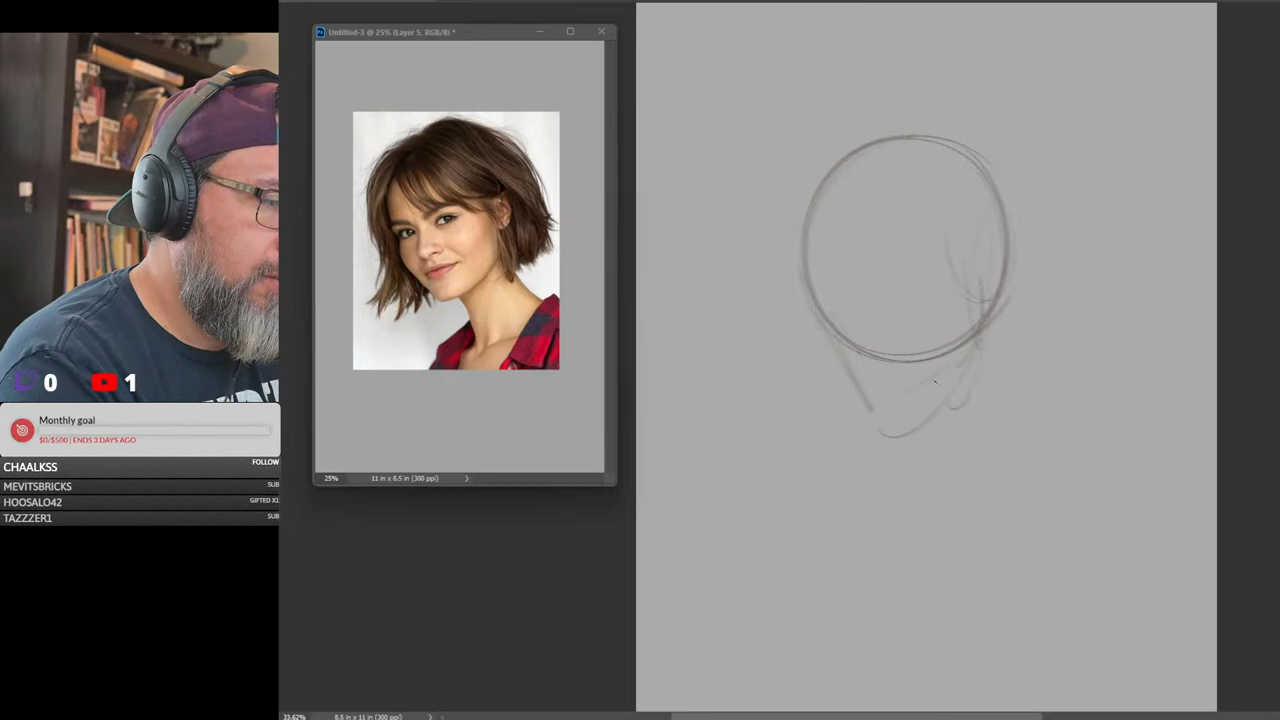 Untitled-3 @ 25% (Layer 5, RGB/8) *
0
1
Monthly goal
$0/$500 | ENDS 3 DAYS AGO
CHAALKSS FOLLOW
MEVITSBRICKS SUB
HOOSALO42 GIFTED X1
TAZZZER1 SUB
25% 11 in x 8.5 in (300 ppi)
33.62% 8.5 in x 11 in (300 ppi)